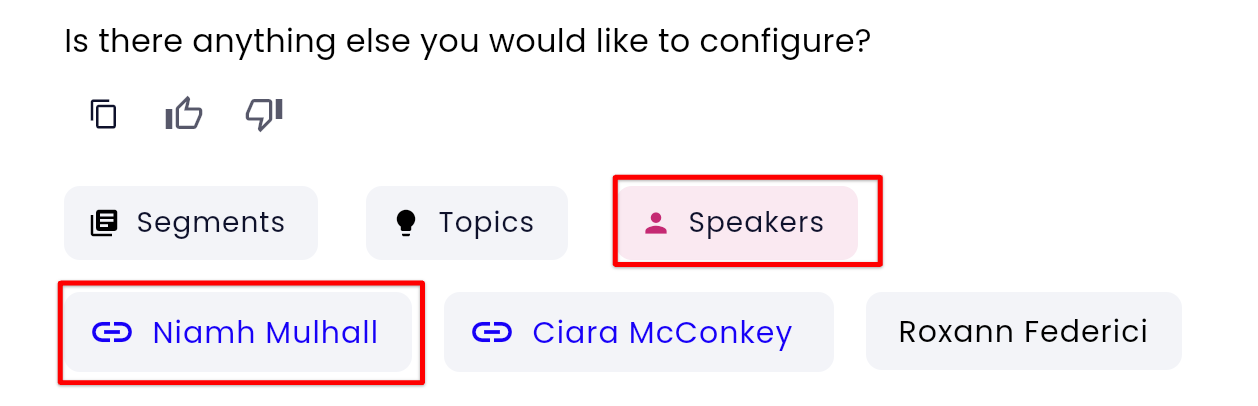 Is there anything else you would like to configure?
Segments Topics Speakers
Niamh Mulhall Ciara McConkey Roxann Federici